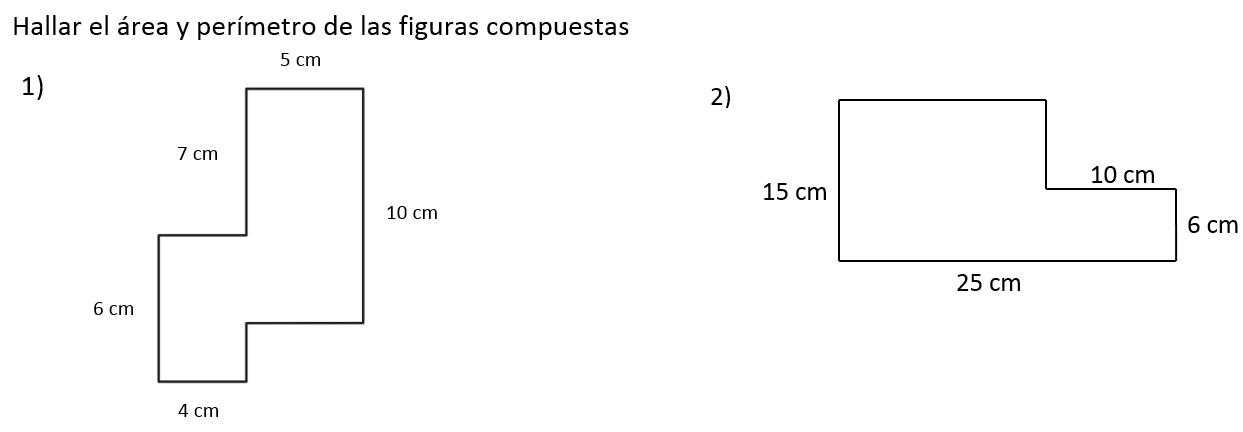 Hallar el área y perímetro de las figuras compuestas
1)
5 cm
7 cm
10 cm
6 cm
4 cm
2)
15 cm
10 cm
6 cm
25 cm